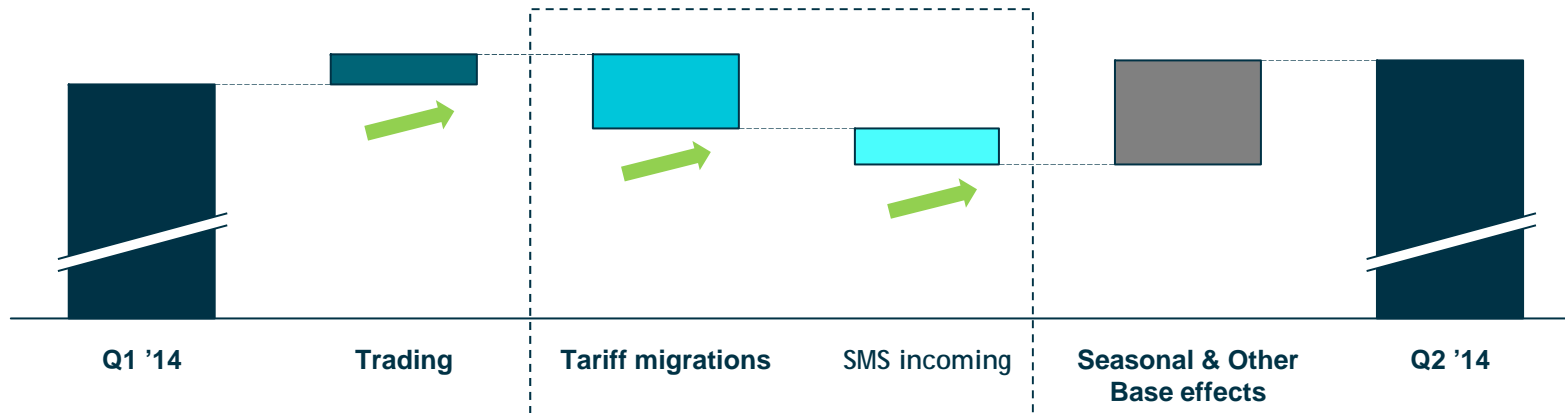 Q1 ’14
Trading
Tariff migrations
SMS incoming
Seasonal & Other
Base effects
Q2 ’14